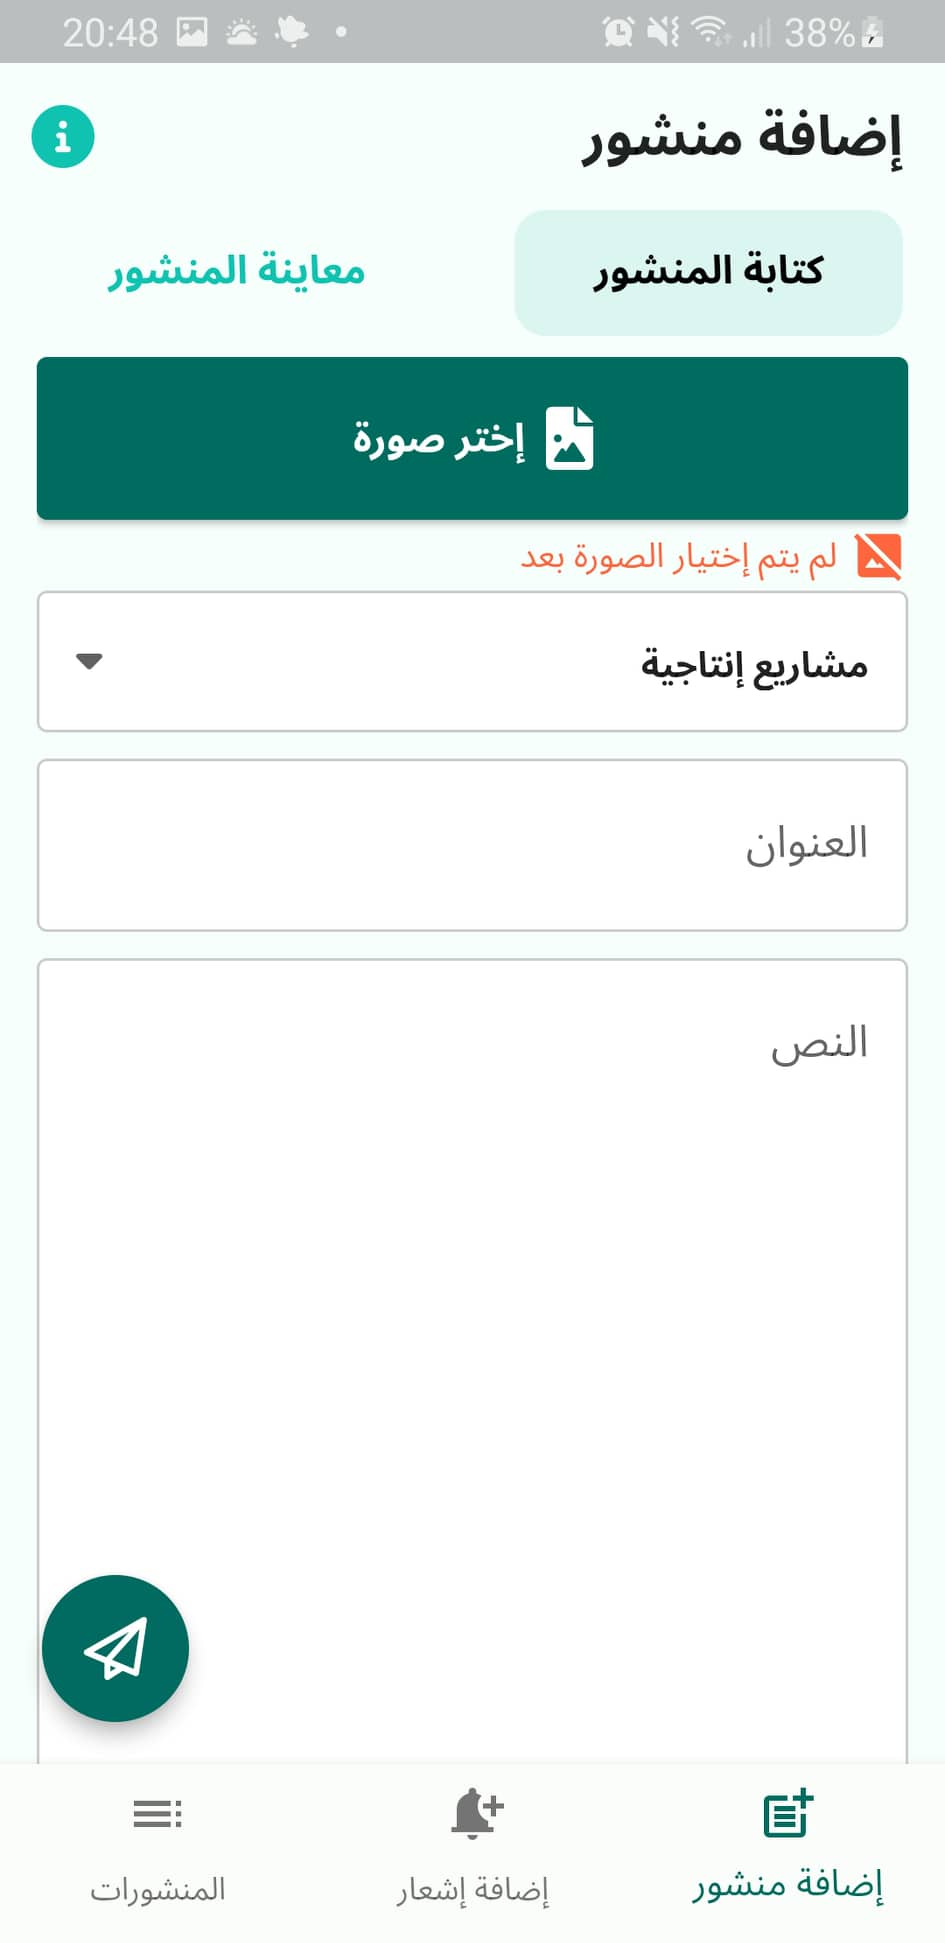 20:48 38%
إضافة منشور
كتابة المنشور
معاينة المنشور
إختر صورة
لم يتم إختيار الصورة بعد
مشاريع إنتاجية
العنوان
النص
إضافة منشور
إضافة إشعار
المنشورات